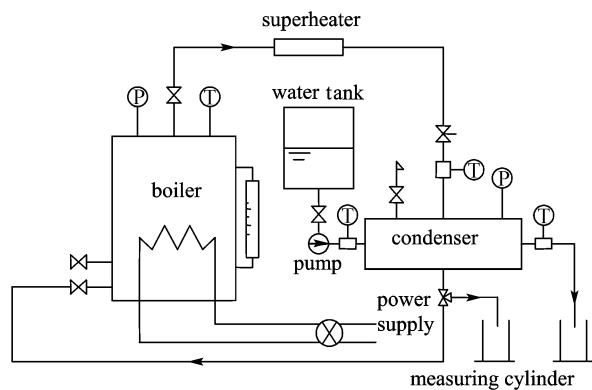 superheater
water tank
P
T
boiler
T
P
T
T
condenser
pump
power
supply
measuring cylinder